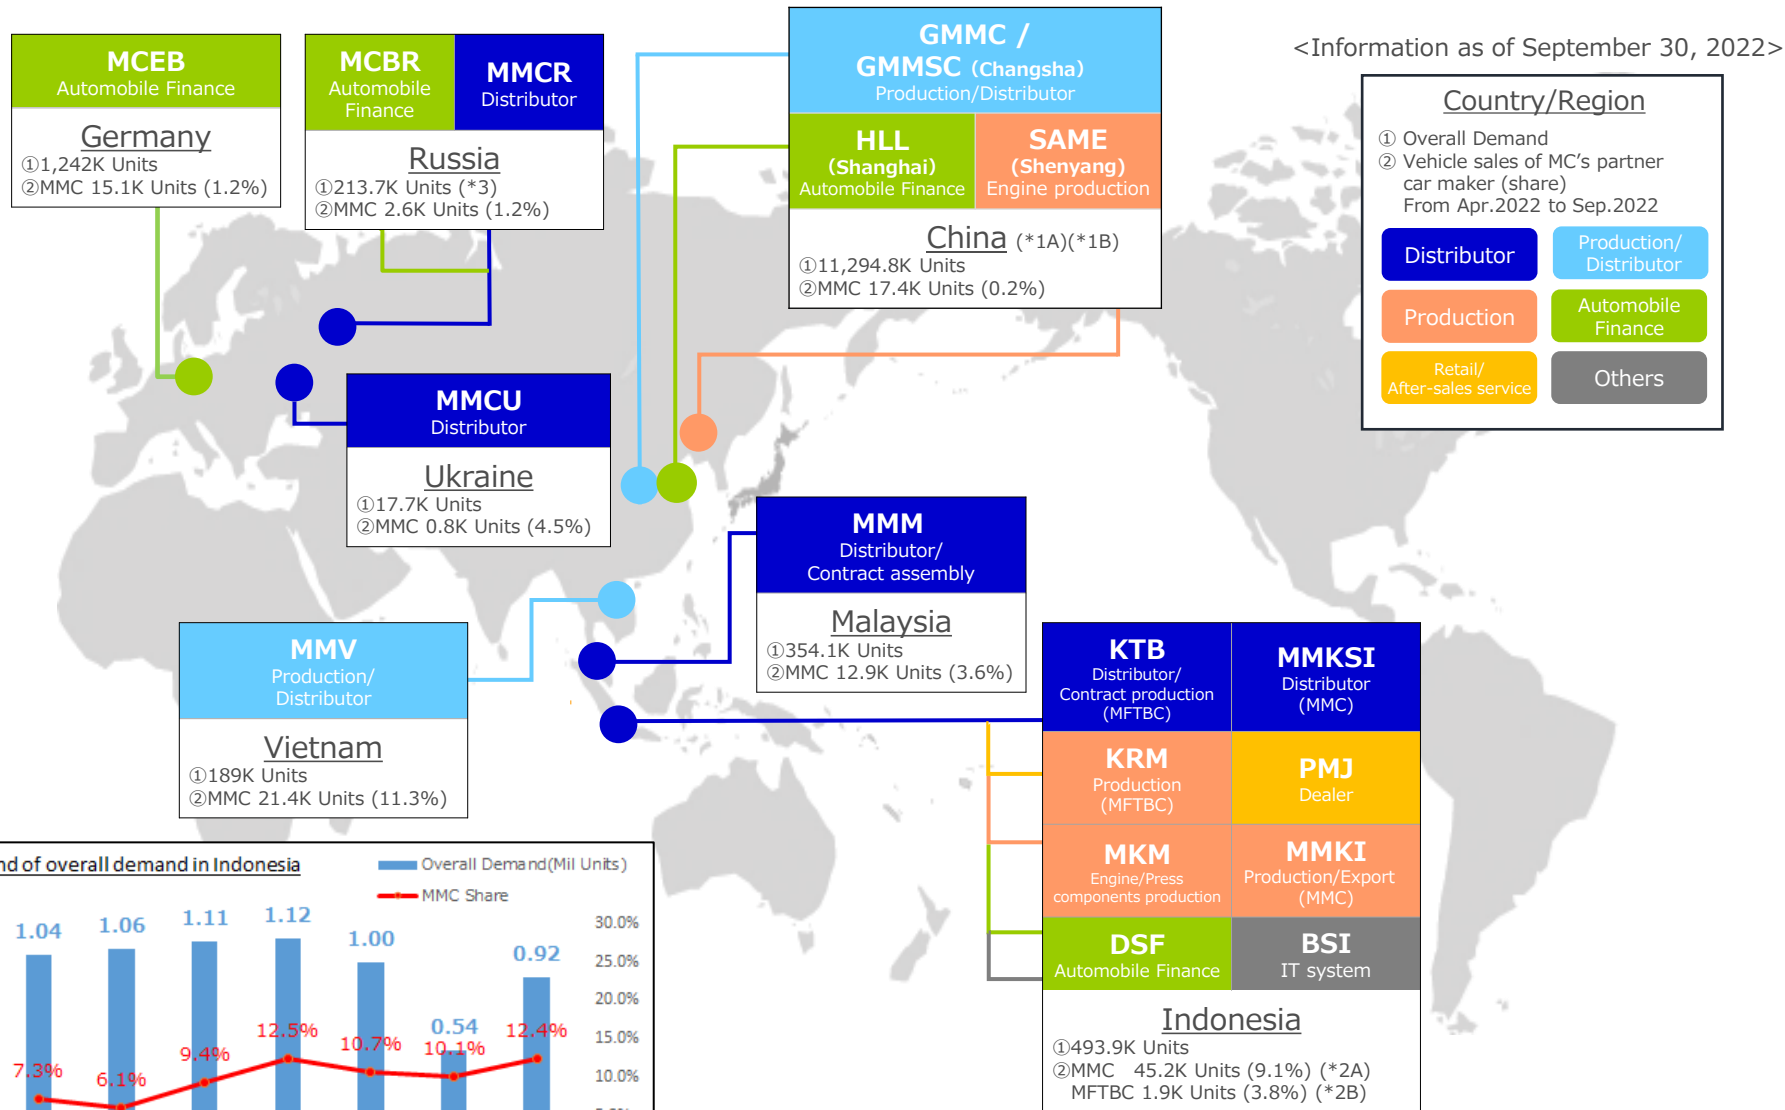 <Information as of September 30, 2022>
MCEB
Automobile Finance
Germany
①1,242K Units
②MMC 15.1K Units (1.2%)
MCBR
Automobile
Finance
MMCR
Distributor
Russia
①213.7K Units (*3)
②MMC 2.6K Units (1.2%)
GMMC /
GMMSC (Changsha)
Production/Distributor
HLL
(Shanghai)
Automobile Finance
SAME
(Shenyang)
Engine production
China (*1A)(*1B)
①11,294.8K Units
②MMC 17.4K Units (0.2%)
Country/Region
① Overall Demand
② Vehicle sales of MC's partner
car maker (share)
From Apr.2022 to Sep.2022
Distributor
Production/
Distributor
Production
Automobile
Finance
Retail/
After-sales service
Others
MMCU
Distributor
Ukraine
①17.7K Units
②MMC 0.8K Units (4.5%)
MMM
Distributor/
Contract assembly
Malaysia
①354.1K Units
②MMC 12.9K Units (3.6%)
MMV
Production/
Distributor
Vietnam
①189K Units
②MMC 21.4K Units (11.3%)
KTB
Distributor/
Contract production
(MFTBC)
MMKSI
Distributor
(MMC)
KRM
Production
(MFTBC)
PMJ
Dealer
MKM
Engine/Press
components production
MMKI
Production/Export
(MMC)
DSF
Automobile Finance
BSI
IT system
Indonesia
①493.9K Units
②MMC 45.2K Units (9.1%) (*2A)
MFTBC 1.9K Units (3.8%) (*2B)
nd of overall demand in Indonesia
Overall Demand(Mil Units)
MMC Share
1.04
1.06
1.11
1.12
1.00
0.54
0.92
7.3%
6.1%
9.4%
12.5%
10.7%
10.1%
12.4%
30.0%
25.0%
20.0%
15.0%
10.0%